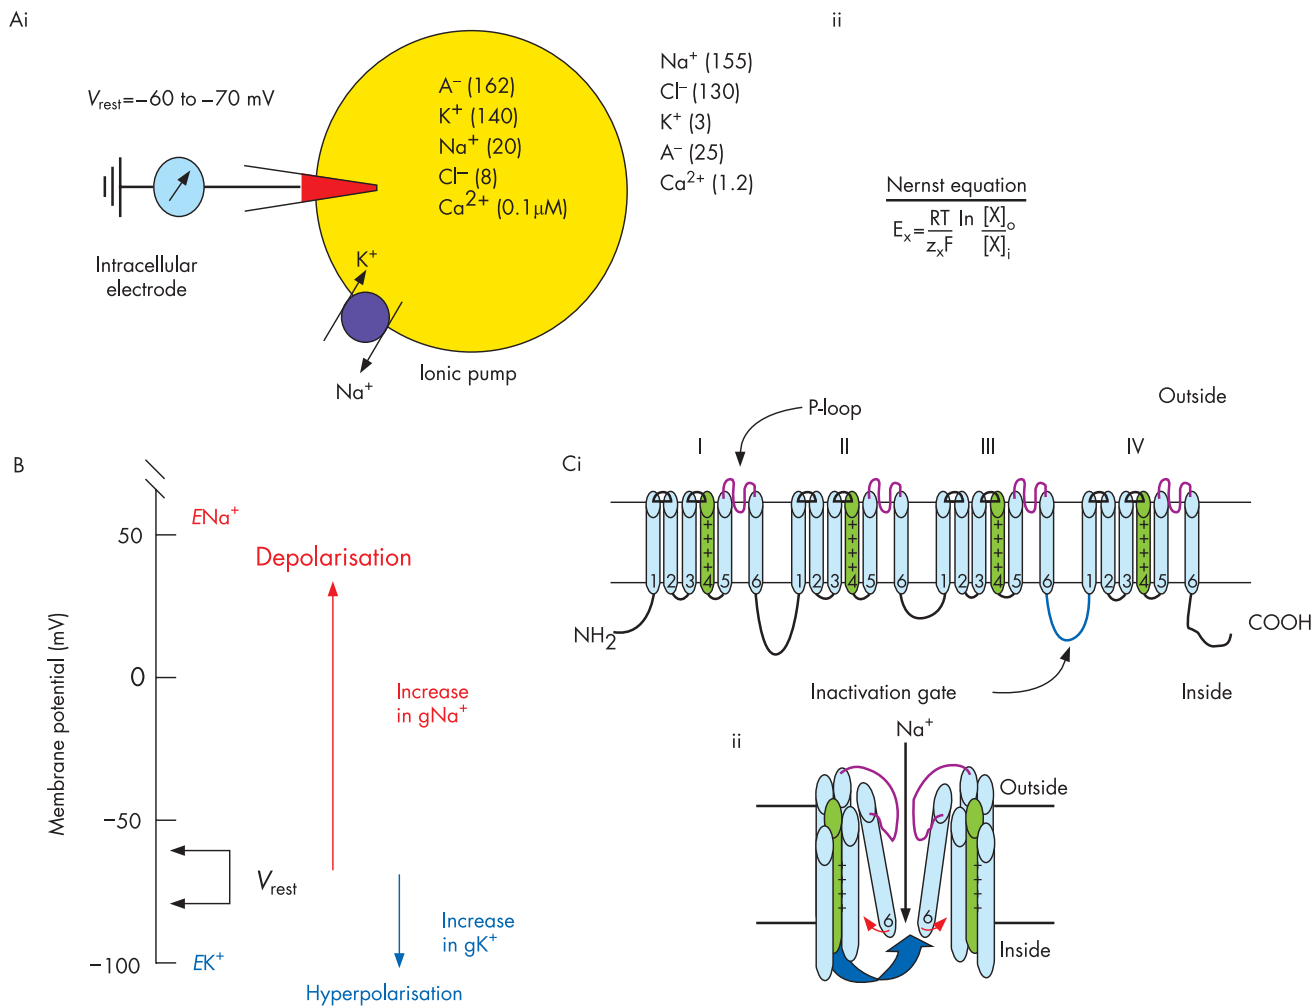 Ai
V_rest=−60 to −70 mV
Intracellular
electrode
A⁻ (162)
K⁺ (140)
Na⁺ (20)
Cl⁻ (8)
Ca²⁺ (0.1μM)
K⁺
Na⁺
Ionic pump
Na⁺ (155)
Cl⁻ (130)
K⁺ (3)
A⁻ (25)
Ca²⁺ (1.2)
ii
Nernst equation
E_x = RT/z_xF ln [X]_o/[X]_i
B
Membrane potential (mV)
50
0
−50
−100
ENa⁺
Depolarisation
Increase
in gNa⁺
V_rest
EK⁺
Increase
in gK⁺
Hyperpolarisation
Ci
P-loop
Outside
I II III IV
+ + + + + + + + + + + + + + + + + + + +
1 2 3 4 5 6 1 2 3 4 5 6 1 2 3 4 5 6 1 2 3 4 5 6
NH₂
COOH
Inactivation gate
Inside
ii
Na⁺
Outside
+ + + + + + + +
6 6
Inside